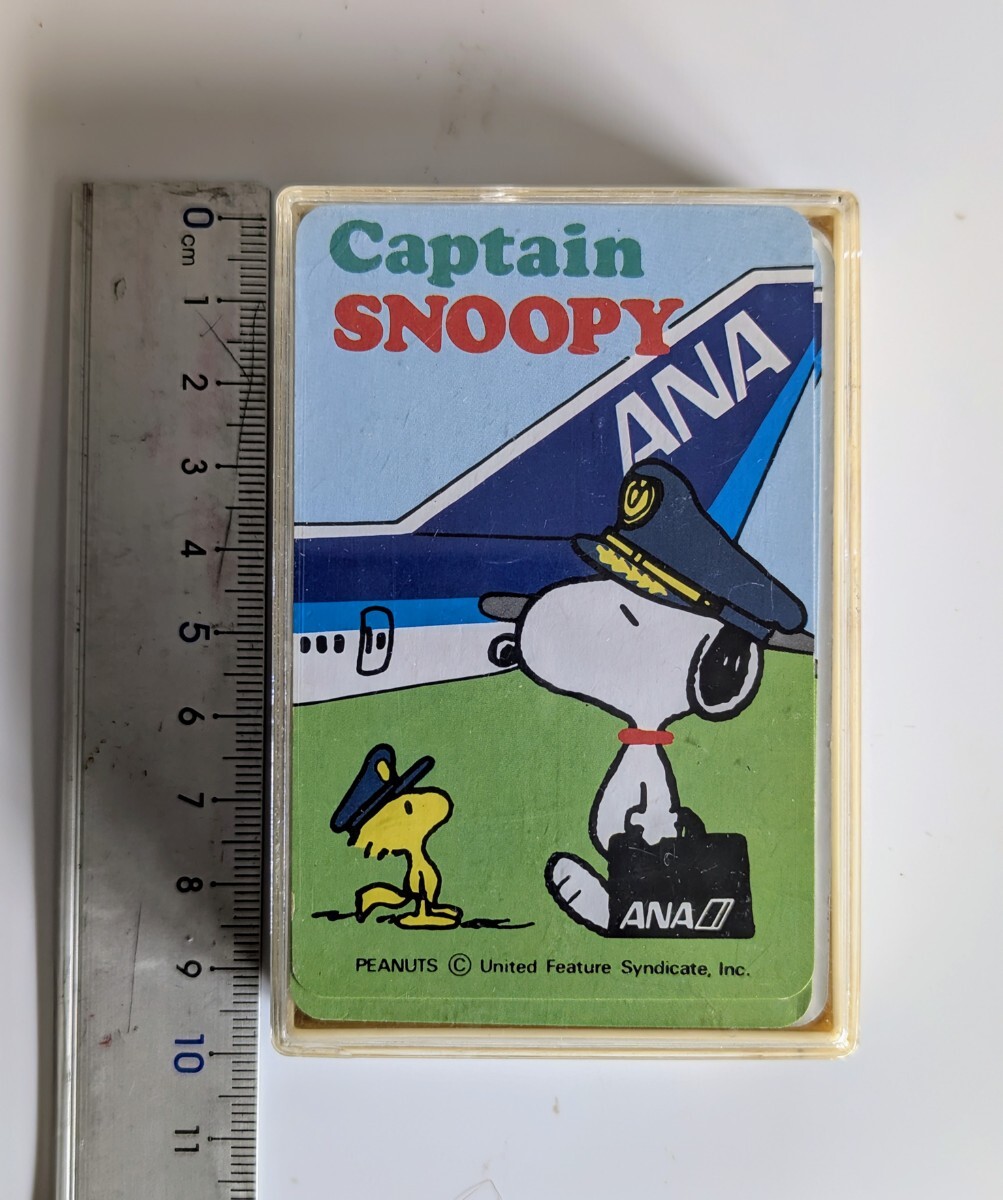 Captain
SNOOPY
ANA
ANA
PEANUTS © United Feature Syndicate, Inc.
0
cm
1
2
3
4
5
6
7
8
9
10
11